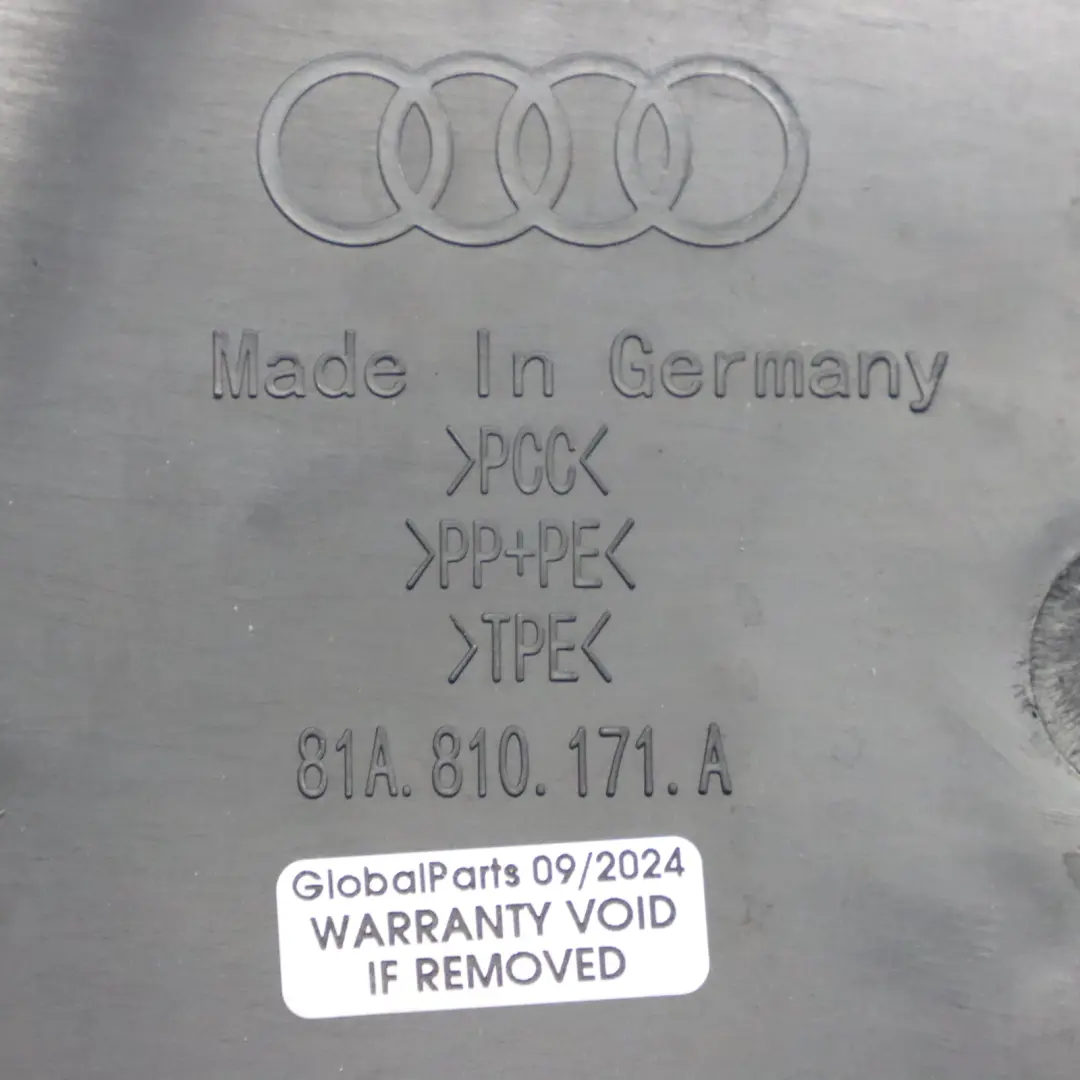 Made In Germany
>PCC<
>PP+PE<
>TPE<
81A.810.171.A
GlobalParts 09/2024
WARRANTY VOID
IF REMOVED